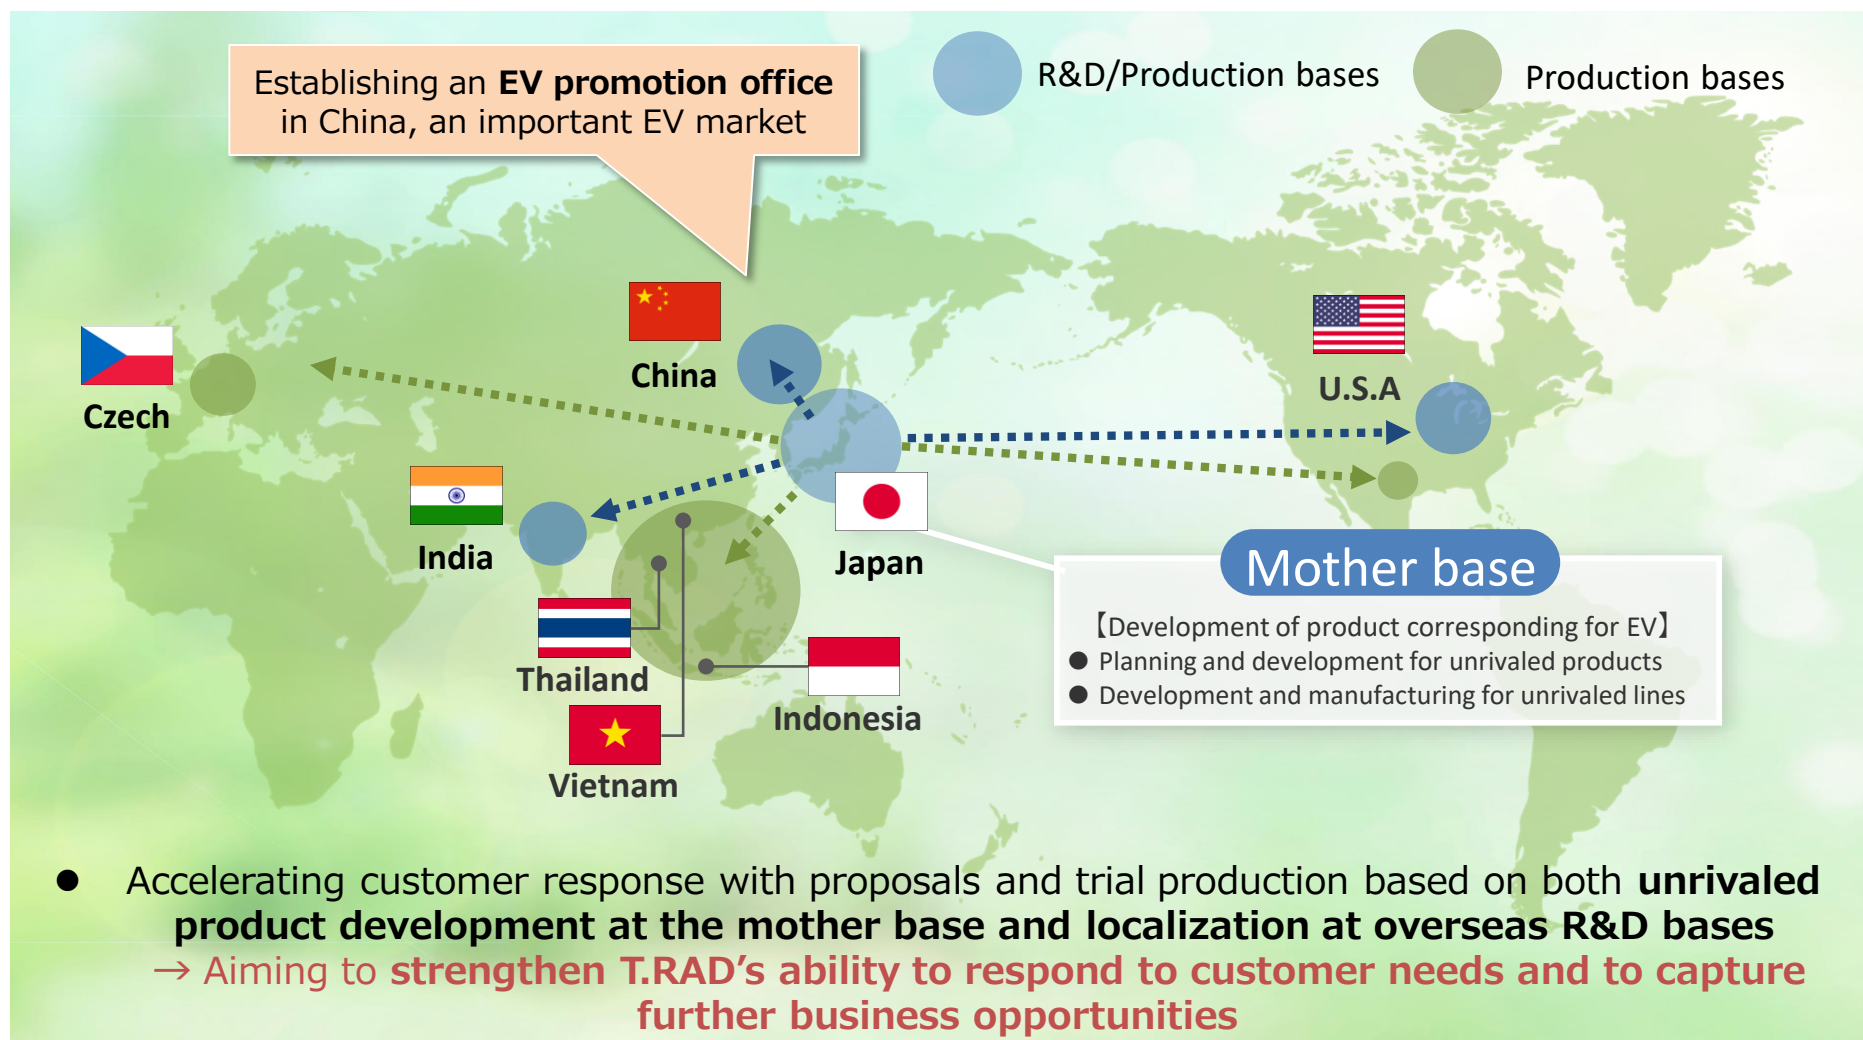 Establishing an EV promotion office
in China, an important EV market
R&D/Production bases
Production bases
China
U.S.A
Czech
India
Japan
Thailand
Indonesia
Vietnam
Mother base
【Development of product corresponding for EV】
● Planning and development for unrivaled products
● Development and manufacturing for unrivaled lines
● Accelerating customer response with proposals and trial production based on both unrivaled
product development at the mother base and localization at overseas R&D bases
→ Aiming to strengthen T.RAD’s ability to respond to customer needs and to capture
further business opportunities